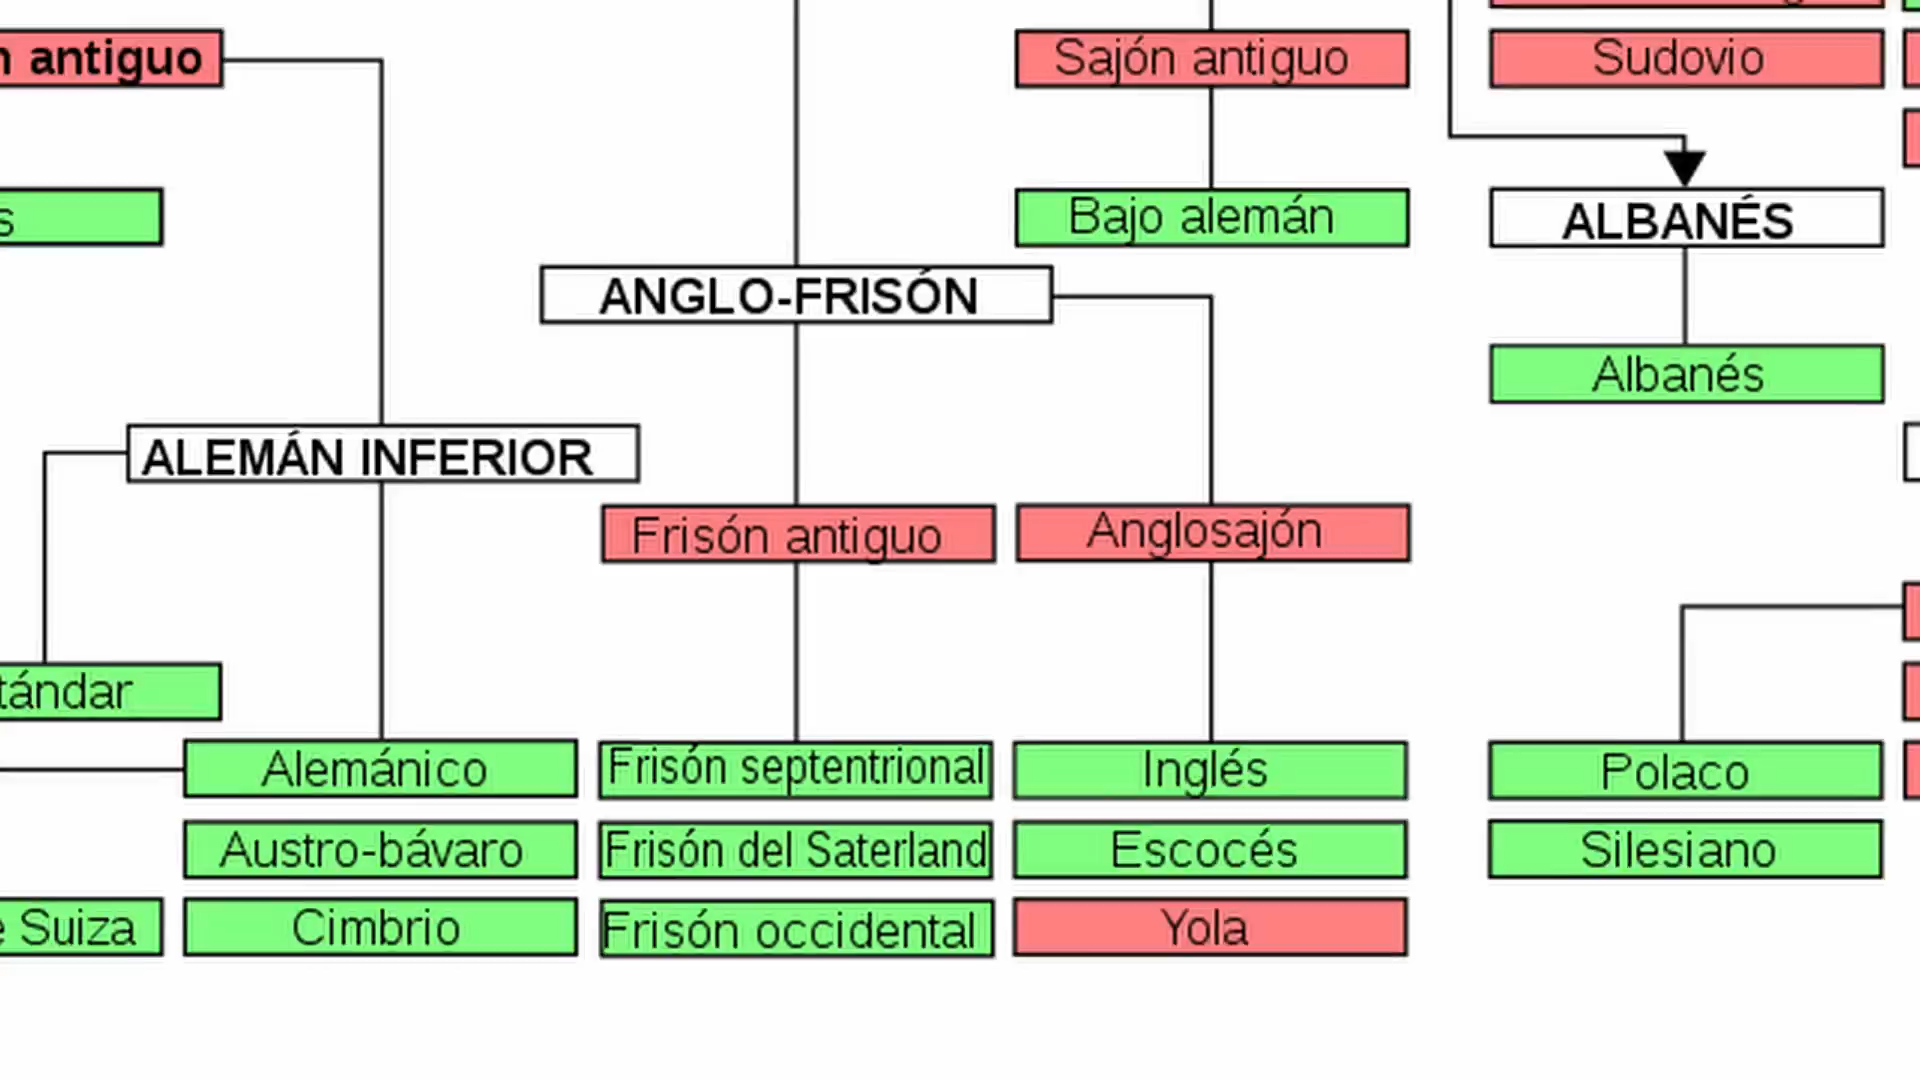 antiguo
Sajón antiguo
Sudovio
Bajo alemán
ALBANÉS
ANGLO-FRISÓN
Albanés
ALEMÁN INFERIOR
Frisón antiguo
Anglosajón
tándar
Alemánico
Frisón septentrional
Inglés
Polaco
Austro-bávaro
Frisón del Saterland
Escocés
Silesiano
Suiza
Cimbrio
Frisón occidental
Yola